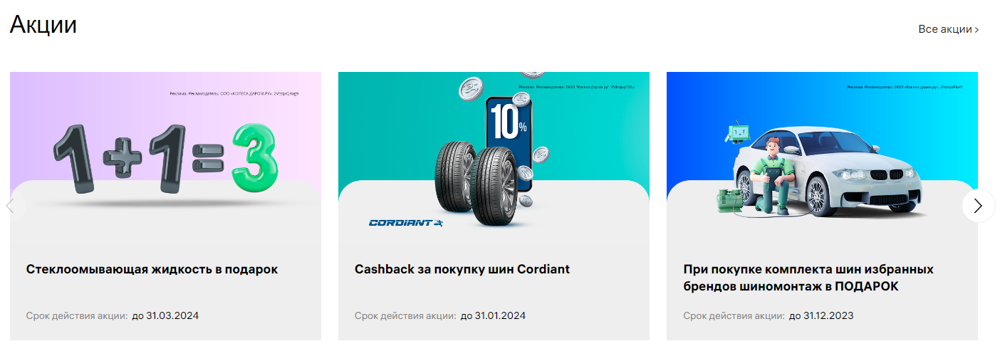 Акции
Все акции >
Реклама. Рекламодатель: ООО «КОЛЕСА ДАРОМ.РУ».
1+1=3
Стеклоомывающая жидкость в подарок
Срок действия акции: до 31.03.2024
Реклама. Рекламодатель: ООО "Колеса Даром.ру".
10%
CORDIANT
Cashback за покупку шин Cordiant
Срок действия акции: до 31.01.2024
Реклама. Рекламодатель: ООО «Колеса даром.ру».
При покупке комплекта шин избранных
брендов шиномонтаж в ПОДАРОК
Срок действия акции: до 31.12.2023